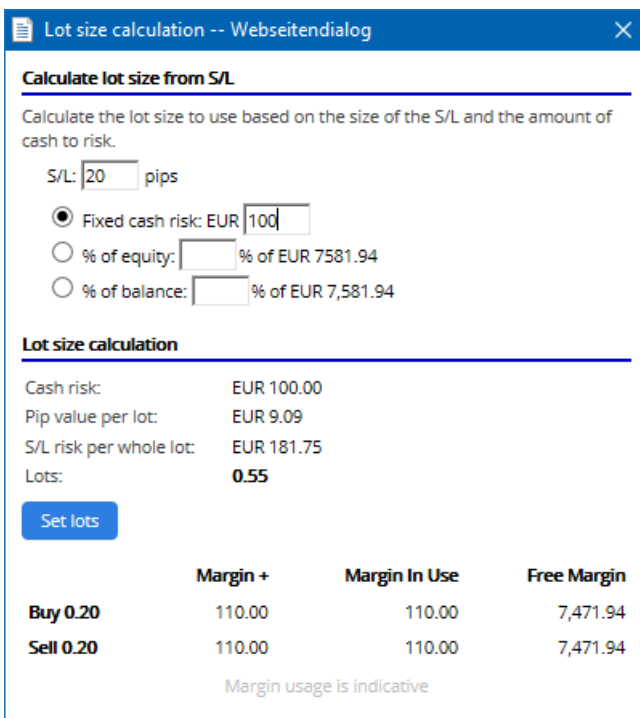 Lot size calculation -- Webseitendialog
Calculate lot size from S/L
Calculate the lot size to use based on the size of the S/L and the amount of
cash to risk.
S/L: 20 pips
Fixed cash risk: EUR 100
% of equity: % of EUR 7581.94
% of balance: % of EUR 7,581.94
Lot size calculation
Cash risk: EUR 100.00
Pip value per lot: EUR 9.09
S/L risk per whole lot: EUR 181.75
Lots: 0.55
Set lots
Margin + Margin In Use Free Margin
Buy 0.20 110.00 110.00 7,471.94
Sell 0.20 110.00 110.00 7,471.94
Margin usage is indicative